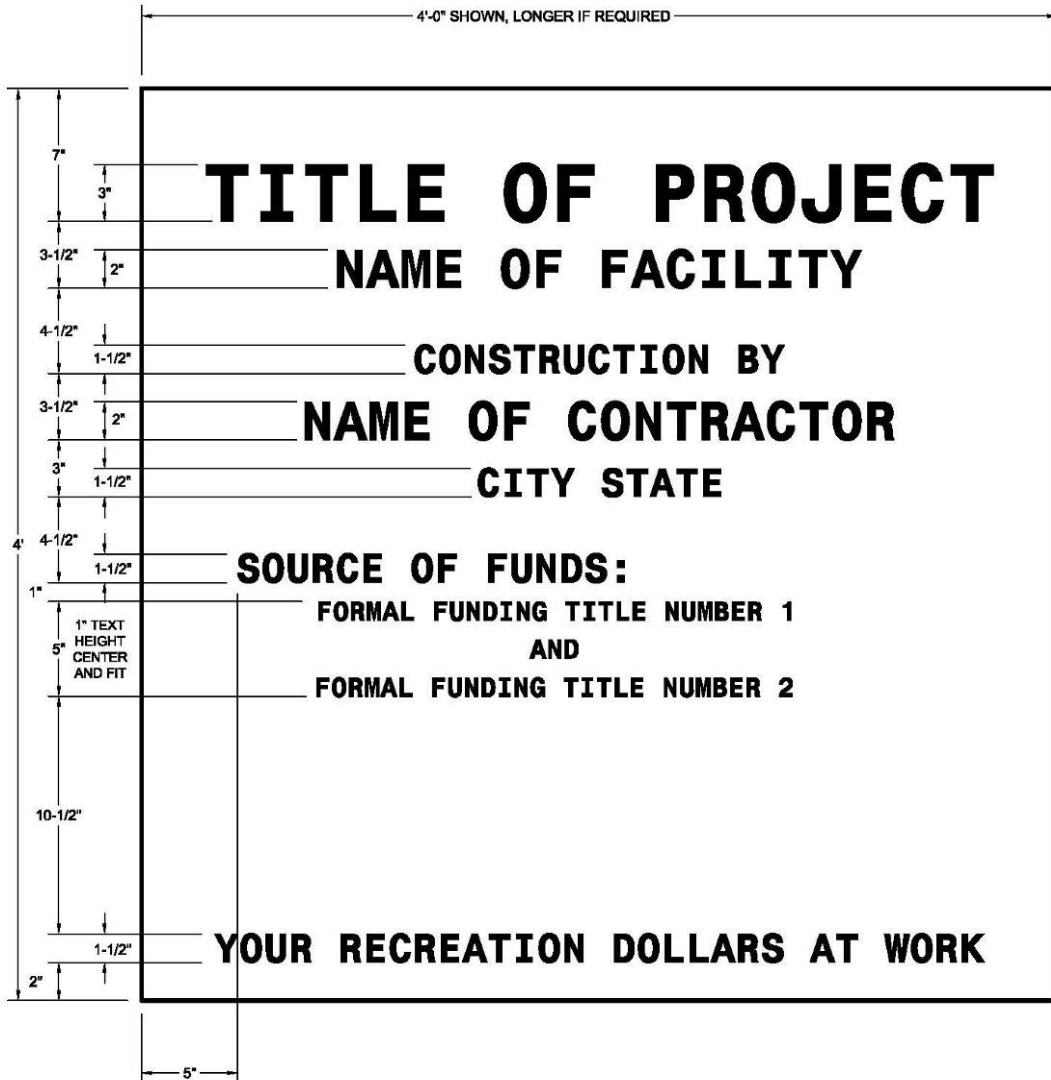 4'-0" SHOWN, LONGER IF REQUIRED
7"
3"
TITLE OF PROJECT
3-1/2"
2"
NAME OF FACILITY
4-1/2"
1-1/2"
CONSTRUCTION BY
3-1/2"
2"
NAME OF CONTRACTOR
3"
1-1/2"
CITY STATE
4'
4-1/2"
1-1/2"
SOURCE OF FUNDS:
1"
FORMAL FUNDING TITLE NUMBER 1
5"
1" TEXT
HEIGHT
CENTER
AND FIT
AND
FORMAL FUNDING TITLE NUMBER 2
10-1/2"
1-1/2"
YOUR RECREATION DOLLARS AT WORK
2"
5"